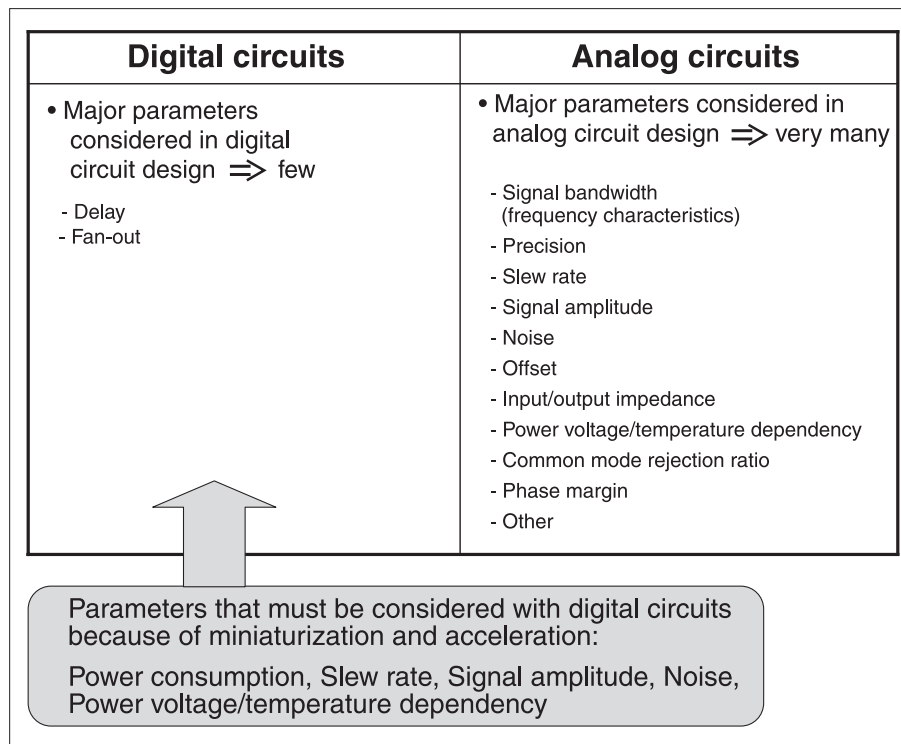 Digital circuits
• Major parameters
considered in digital
circuit design ⇒ few
- Delay
- Fan-out
Analog circuits
• Major parameters considered in
analog circuit design ⇒ very many
- Signal bandwidth
(frequency characteristics)
- Precision
- Slew rate
- Signal amplitude
- Noise
- Offset
- Input/output impedance
- Power voltage/temperature dependency
- Common mode rejection ratio
- Phase margin
- Other
Parameters that must be considered with digital circuits
because of miniaturization and acceleration:
Power consumption, Slew rate, Signal amplitude, Noise,
Power voltage/temperature dependency